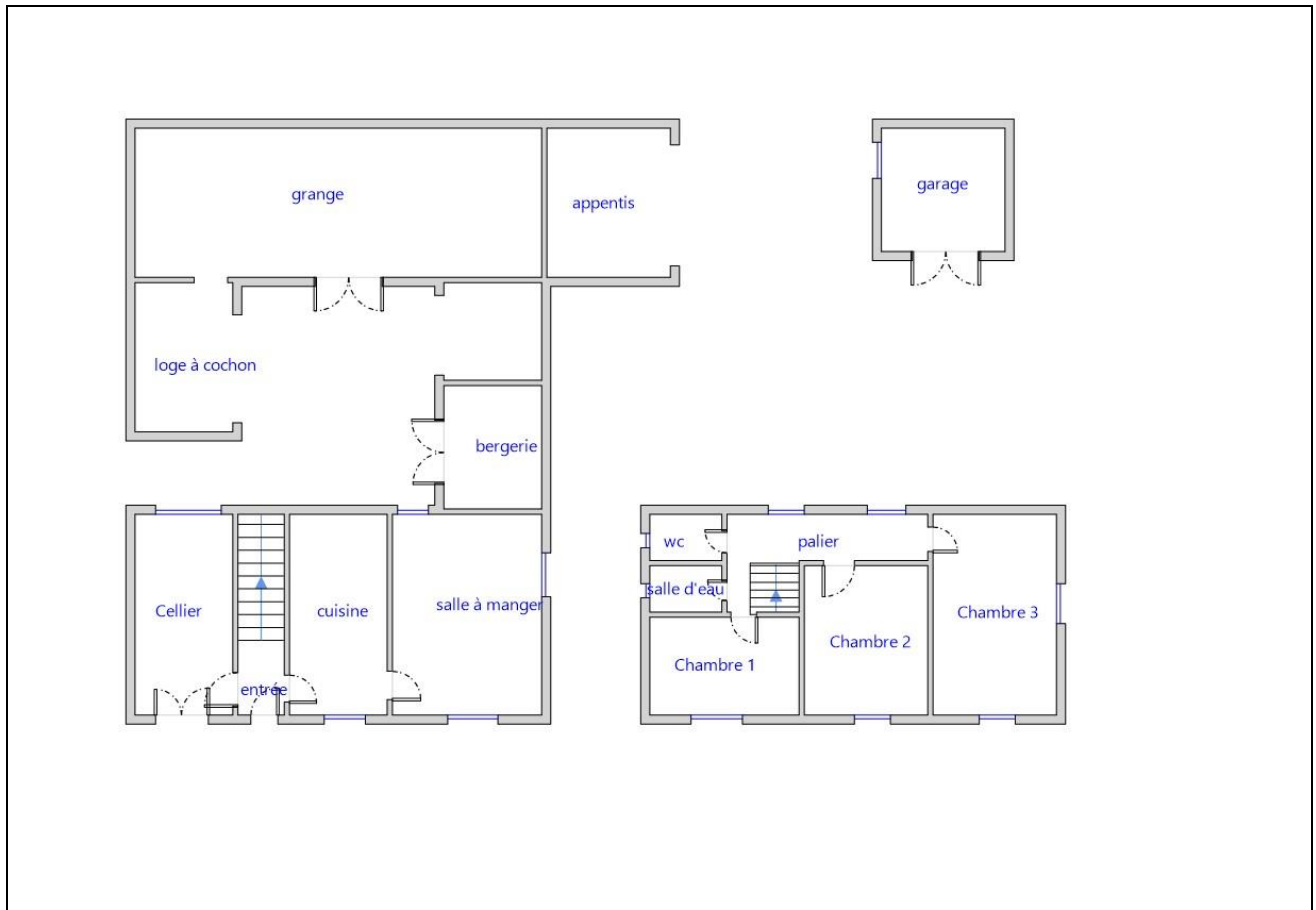 grange
appentis
garage
loge à cochon
bergerie
Cellier
entrée
cuisine
salle à manger
wc
palier
salle d'eau
Chambre 1
Chambre 2
Chambre 3